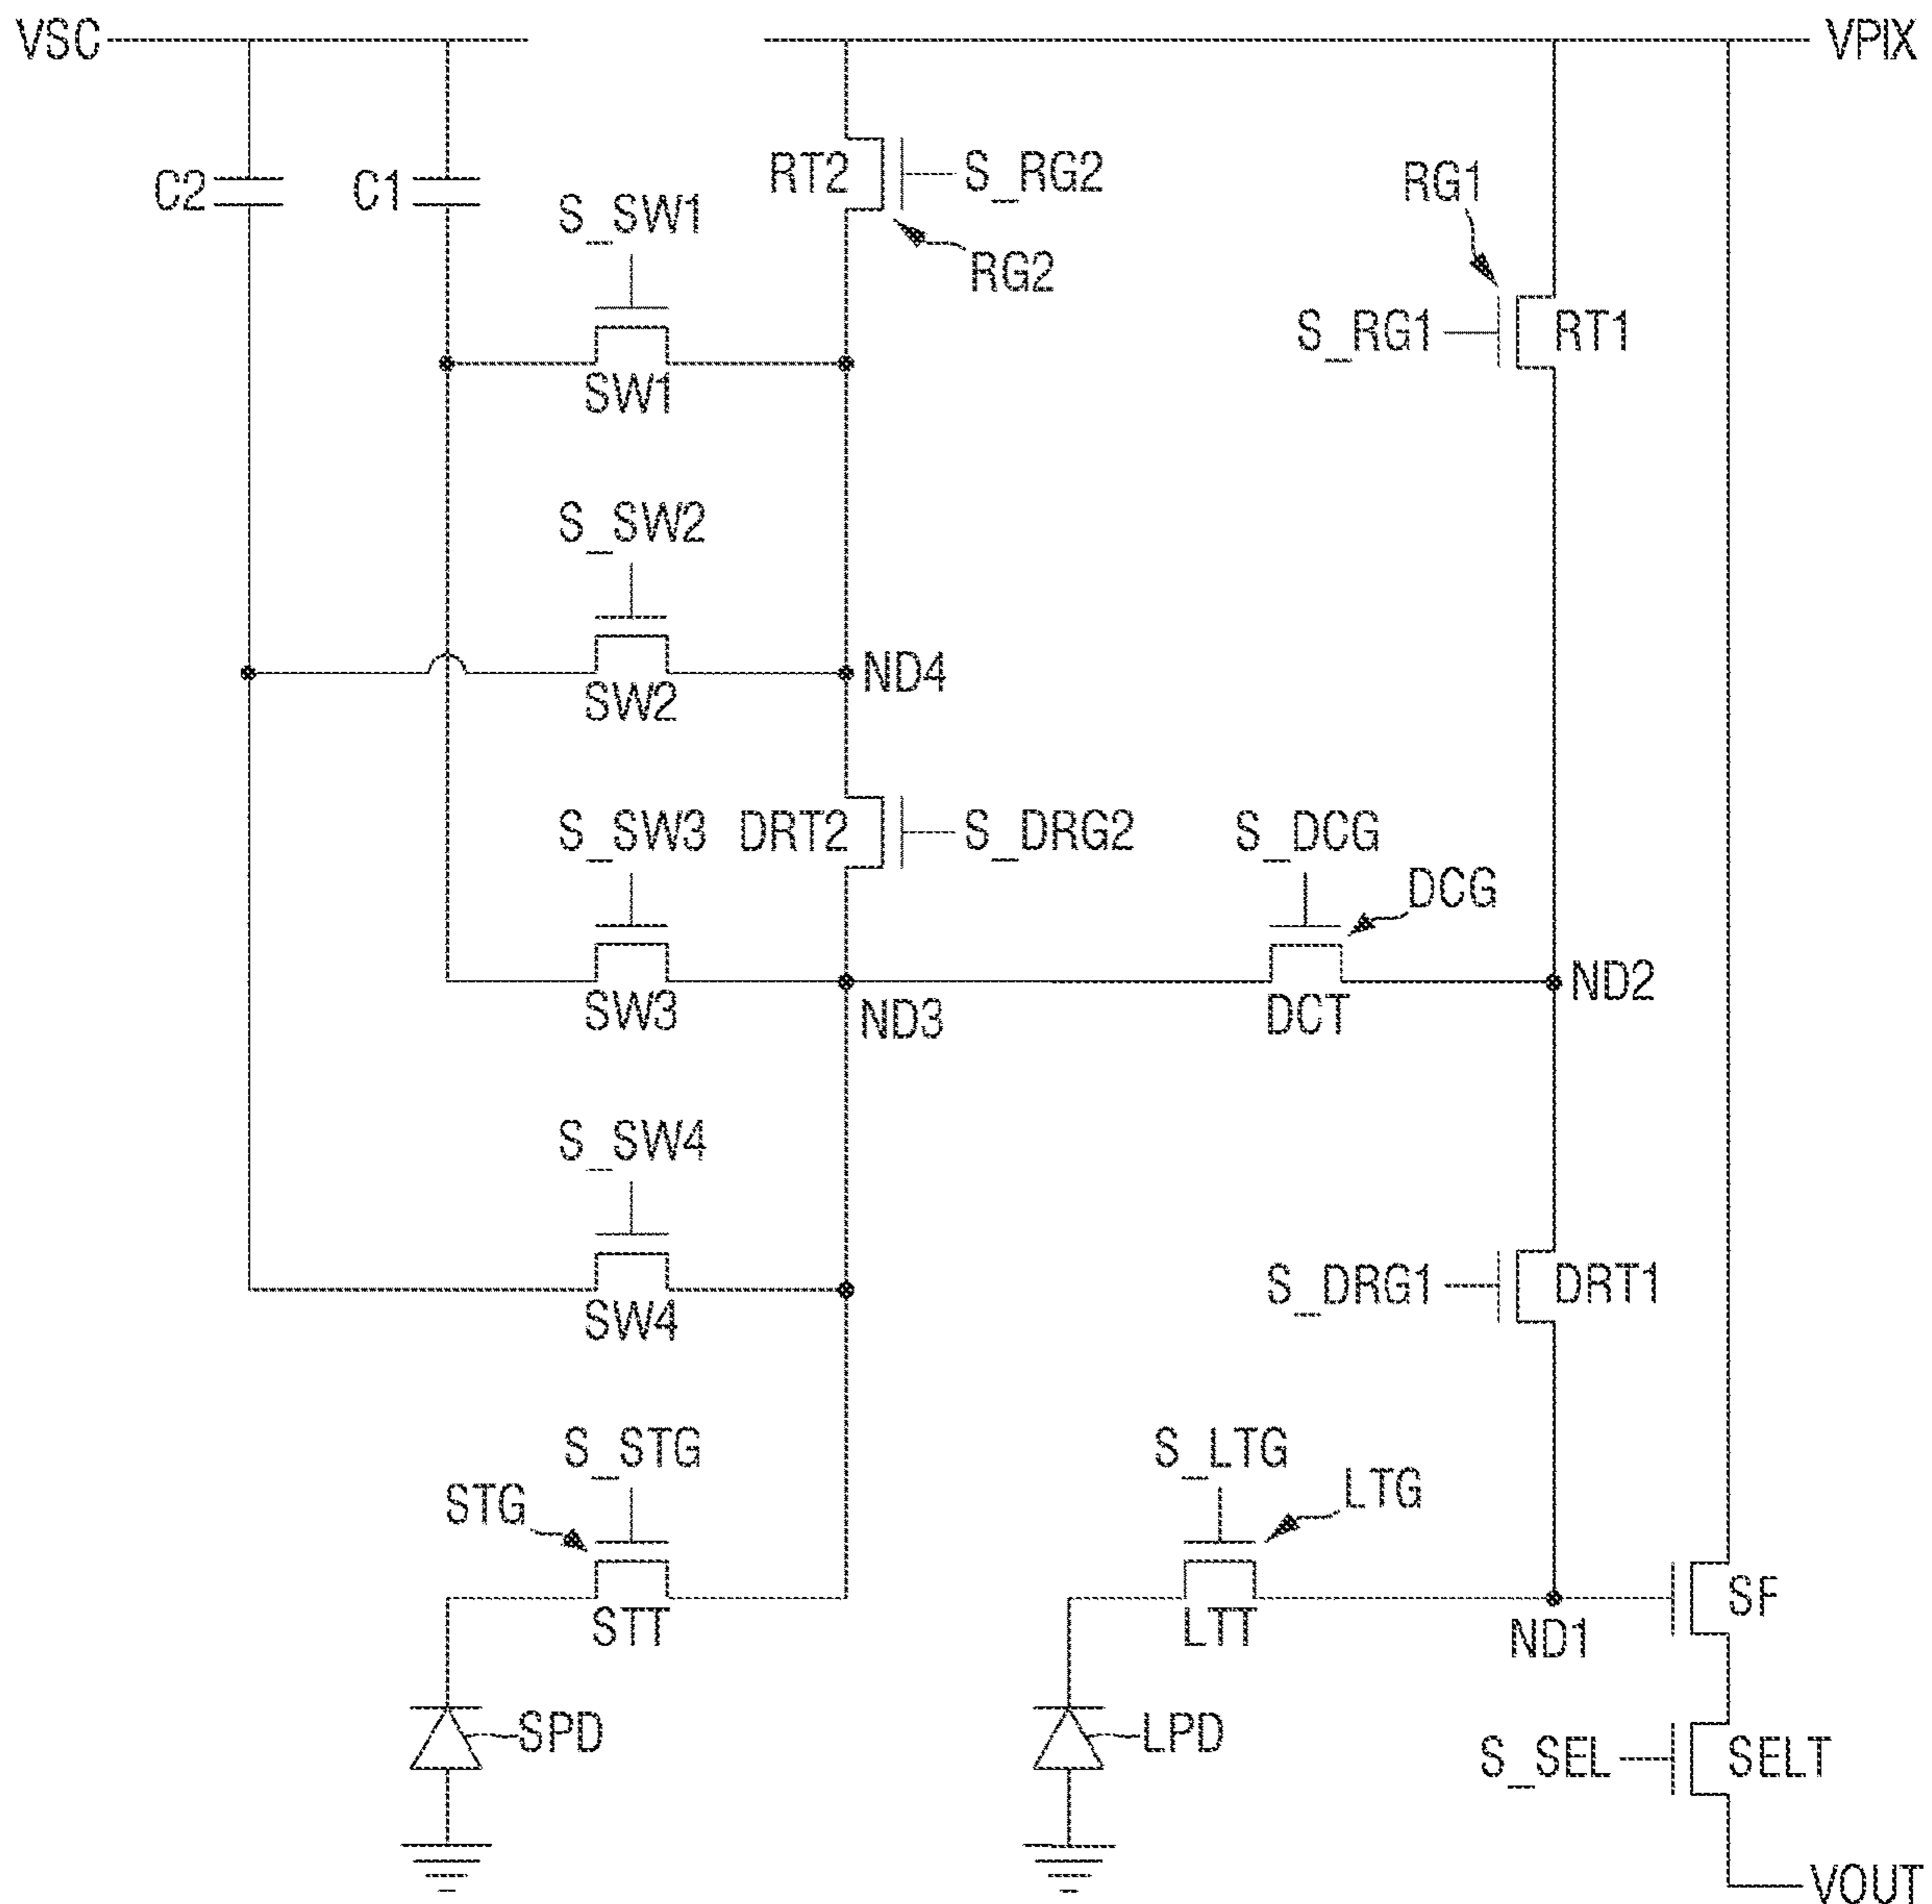 VSC
VPIX
C2
C1
RT2
S_RG2
RG1
S_SW1
RG2
S_RG1
RT1
SW1
S_SW2
ND4
SW2
S_SW3
DRT2
S_DRG2
S_DCG
DCG
SW3
ND3
DCT
ND2
S_SW4
S_DRG1
DRT1
SW4
S_STG
S_LTG
STG
LTG
STT
LTT
ND1
SF
SPD
LPD
S_SEL
SELT
VOUT